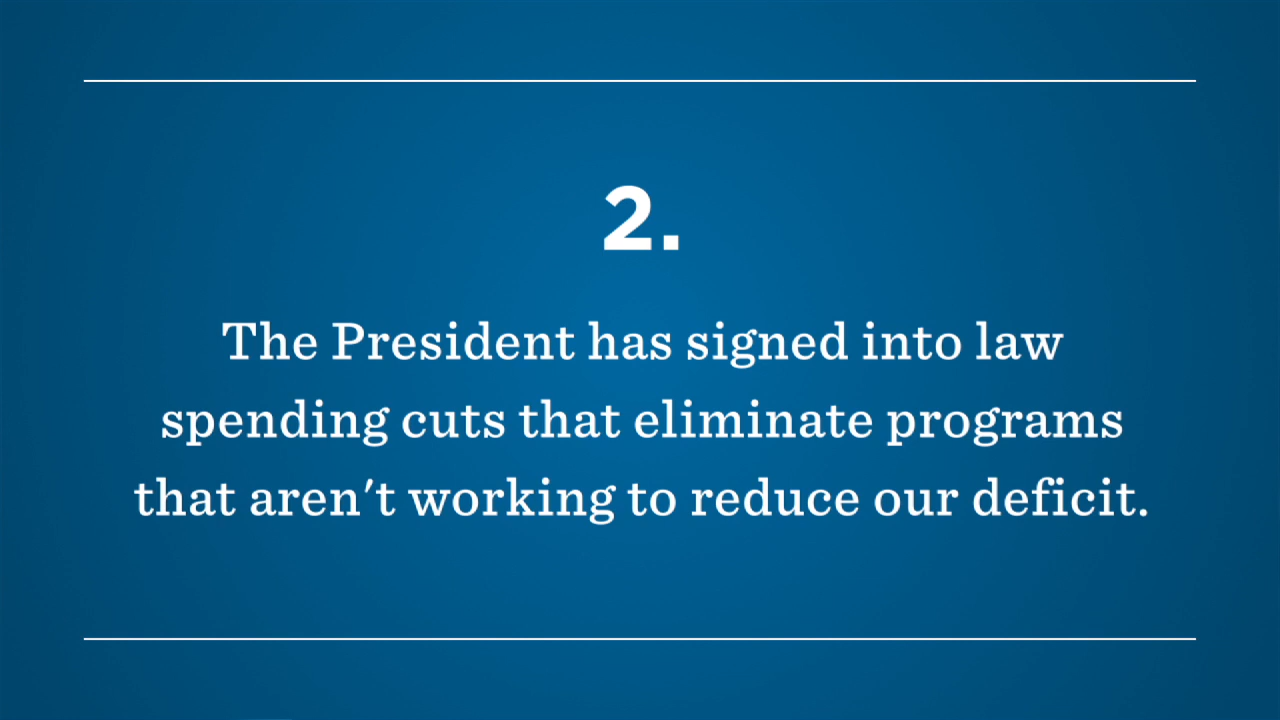 2.
The President has signed into law
spending cuts that eliminate programs
that aren't working to reduce our deficit.